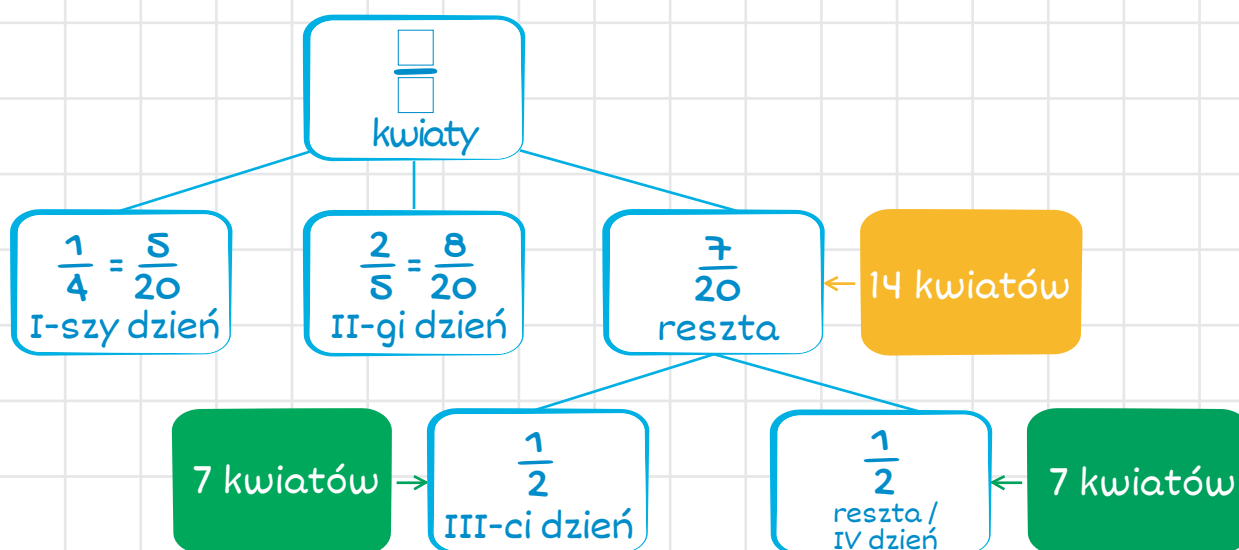 kwiaty
1/4 = 5/20
I-szy dzień
2/5 = 8/20
II-gi dzień
7/20
reszta
14 kwiatów
7 kwiatów
1/2
III-ci dzień
1/2
reszta /
IV dzień
7 kwiatów